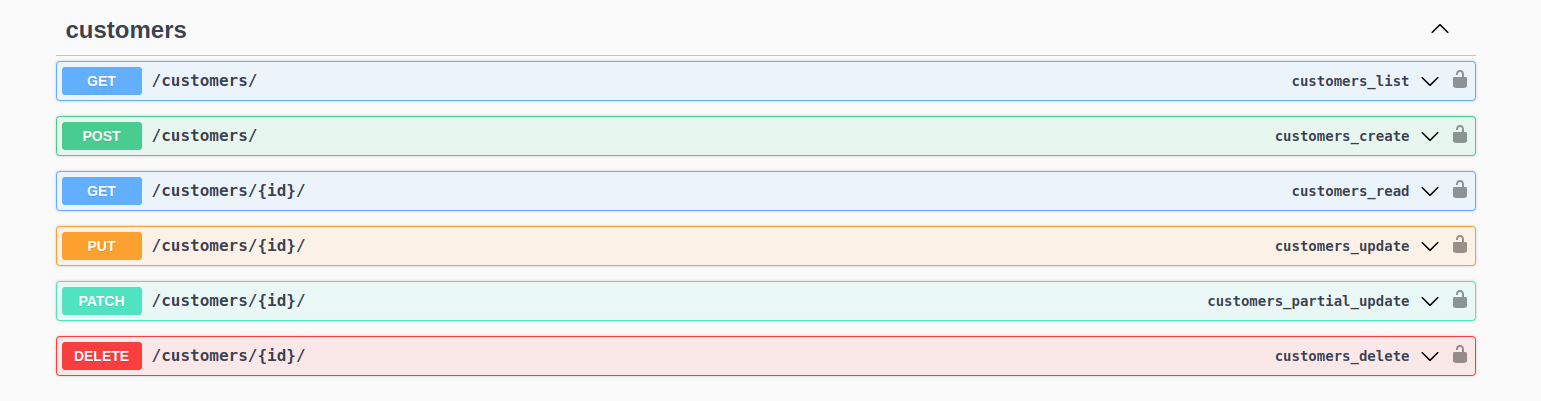 customers
GET /customers/ customers_list
POST /customers/ customers_create
GET /customers/{id}/ customers_read
PUT /customers/{id}/ customers_update
PATCH /customers/{id}/ customers_partial_update
DELETE /customers/{id}/ customers_delete